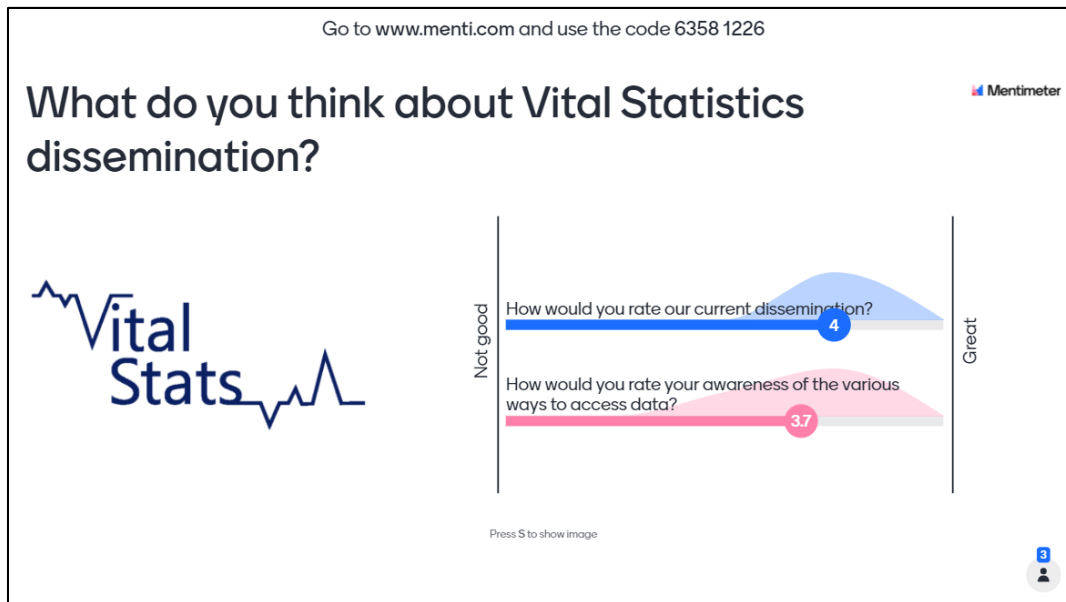 Go to www.menti.com and use the code 6358 1226
What do you think about Vital Statistics
dissemination?
Mentimeter
Vital
Stats
Not good
How would you rate our current dissemination?
4
How would you rate your awareness of the various
ways to access data?
3.7
Great
Press S to show image
3